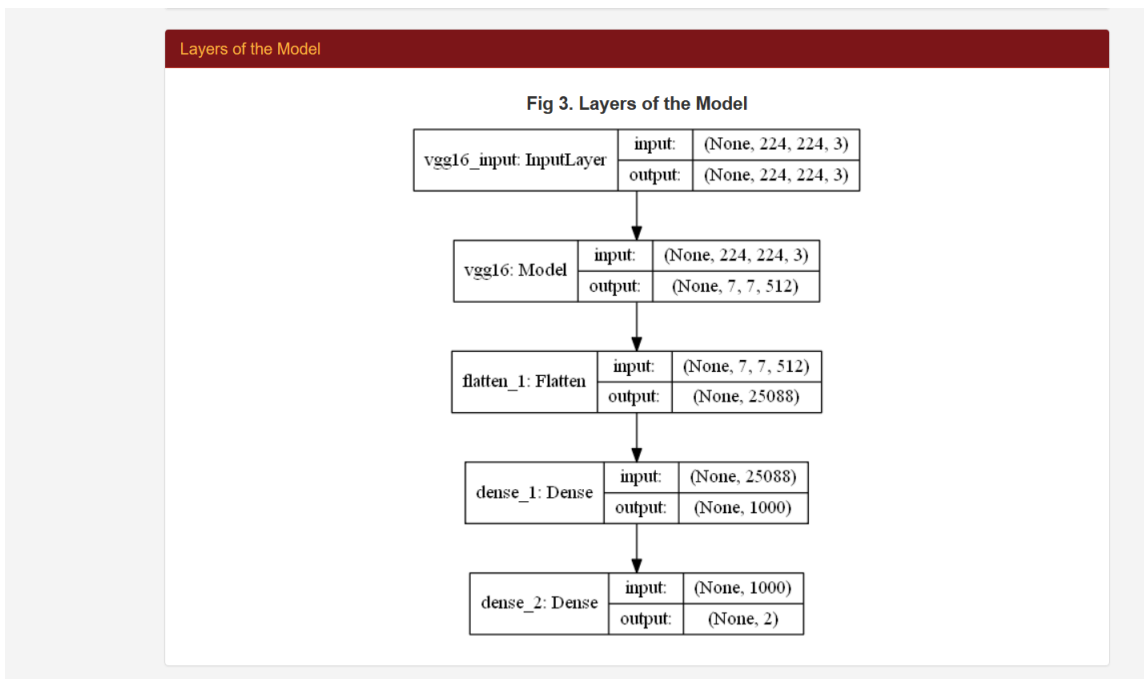 Layers of the Model
Fig 3. Layers of the Model
vgg16_input: InputLayer
input: (None, 224, 224, 3)
output: (None, 224, 224, 3)
vgg16: Model
input: (None, 224, 224, 3)
output: (None, 7, 7, 512)
flatten_1: Flatten
input: (None, 7, 7, 512)
output: (None, 25088)
dense_1: Dense
input: (None, 25088)
output: (None, 1000)
dense_2: Dense
input: (None, 1000)
output: (None, 2)